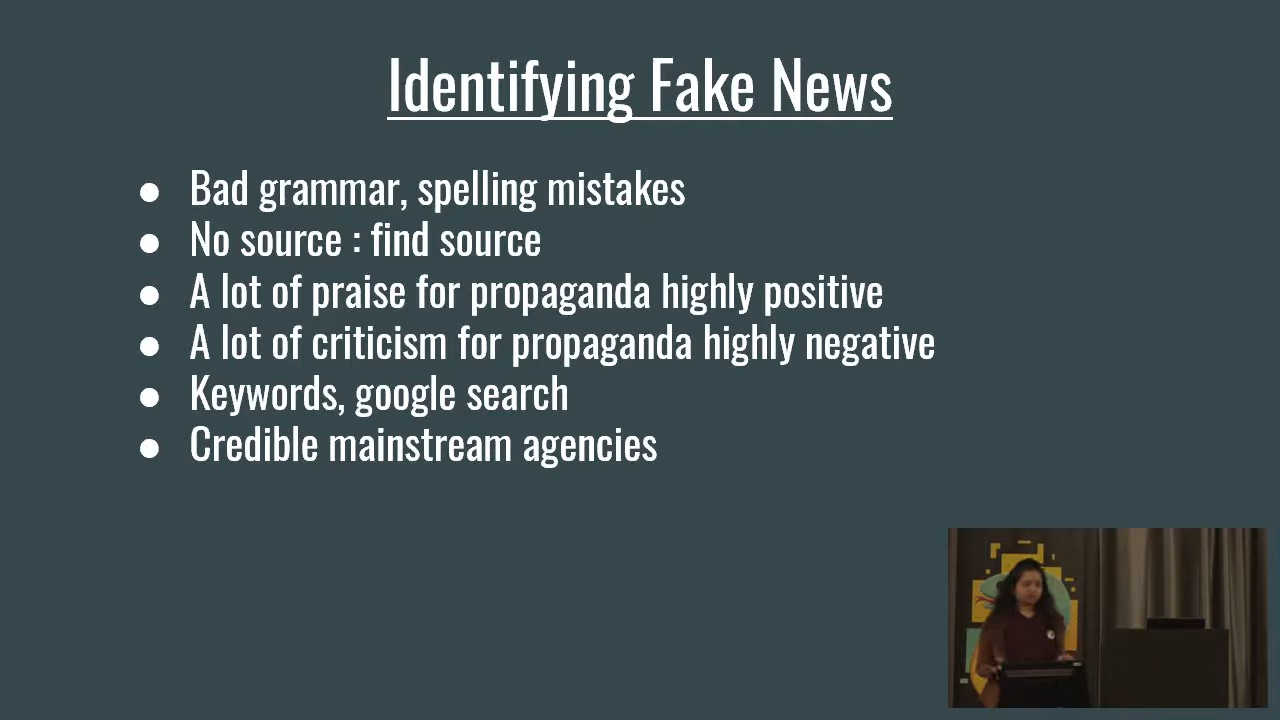 Identifying Fake News
● Bad grammar, spelling mistakes
● No source : find source
● A lot of praise for propaganda highly positive
● A lot of criticism for propaganda highly negative
● Keywords, google search
● Credible mainstream agencies